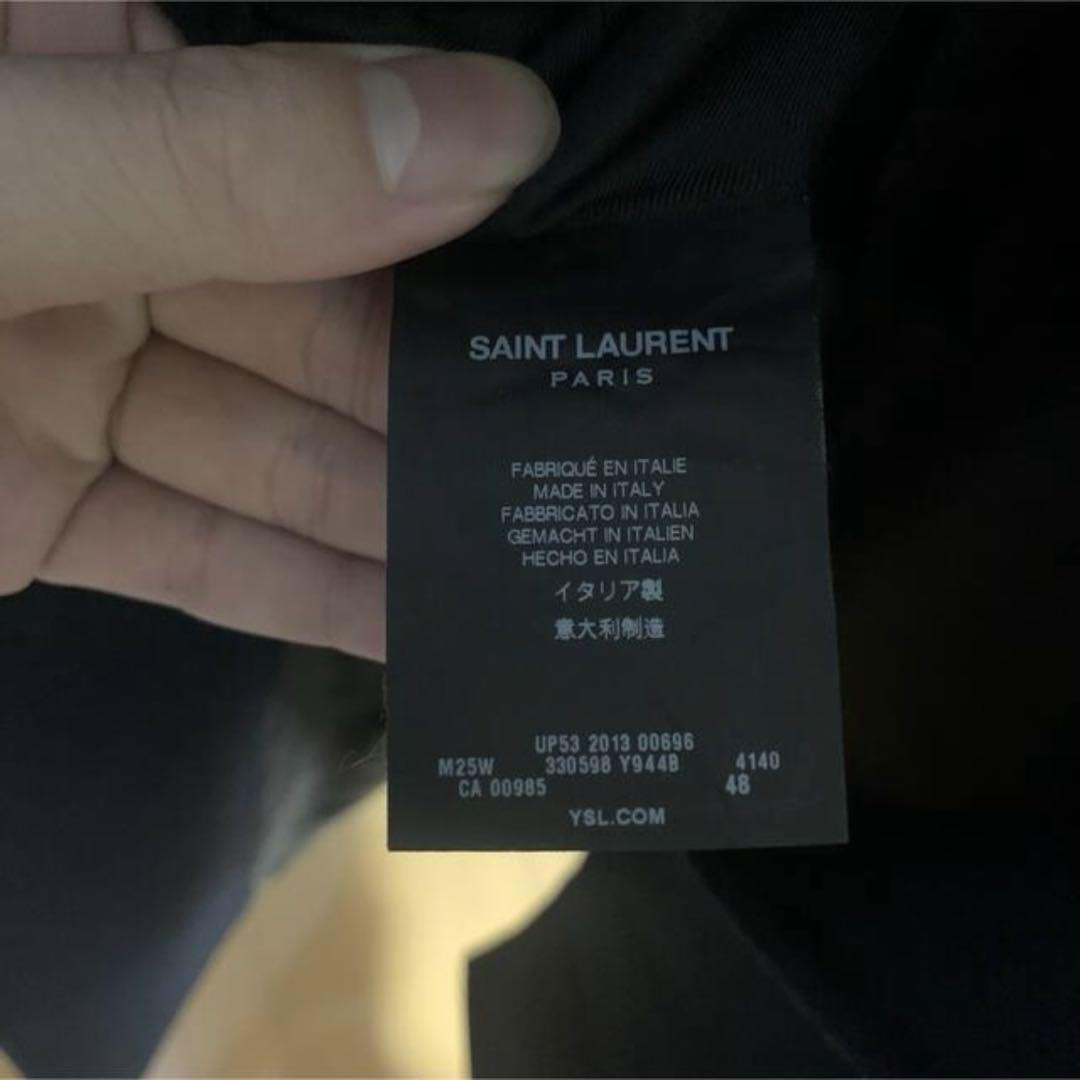 SAINT LAURENT
PARIS
FABRIQUÉ EN ITALIE
MADE IN ITALY
FABBRICATO IN ITALIA
GEMACHT IN ITALIEN
HECHO EN ITALIA
イタリア製
意大利制造
UP53 2013 00696
M25W 330598 Y944B 4140
CA 00985 48
YSL.COM